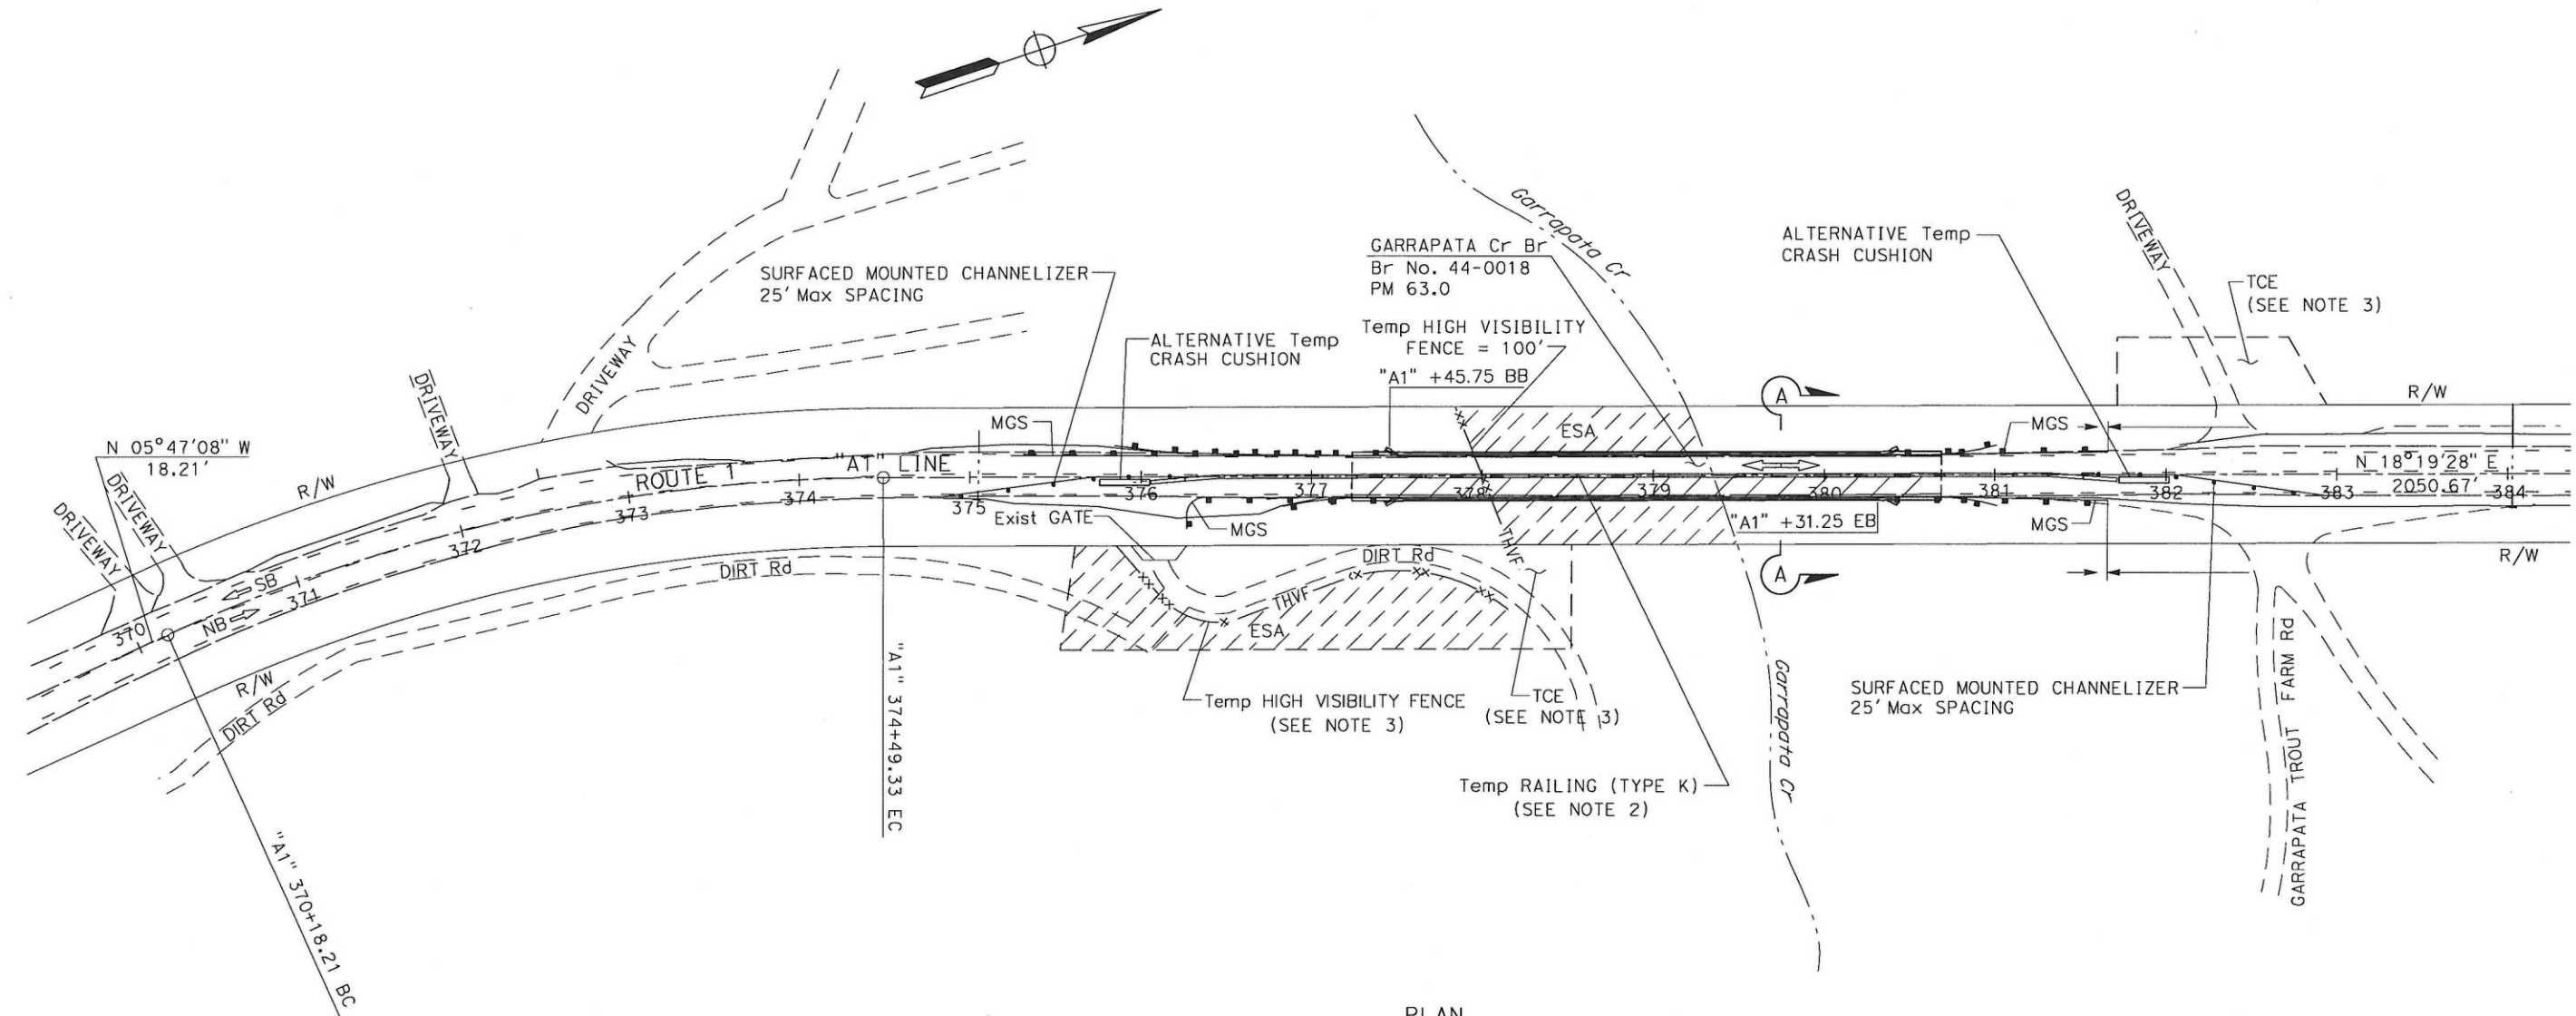 SURFACED MOUNTED CHANNELIZER
25' Max SPACING
ALTERNATIVE Temp
CRASH CUSHION
GARRAPATA Cr Br
Br No. 44-0018
PM 63.0
Temp HIGH VISIBILITY
FENCE = 100'
"A1" +45.75 BB
Garrapata Cr
ALTERNATIVE Temp
CRASH CUSHION
DRIVEWAY
TCE
(SEE NOTE 3)
R/W
DRIVEWAY
DRIVEWAY
N 05°47'08" W
18.21'
DRIVEWAY
DRIVEWAY
R/W
ROUTE 1
"A1" LINE
MGS
ESA
A
MGS
N 18°19'28" E
2050.67'
370
371
372
373
374
375
376
377
378
379
380
381
382
383
384
SB
NB
Exist GATE
MGS
"A1" +31.25 EB
MGS
R/W
R/W
DIRT Rd
DIRT Rd
DIRT Rd
THVF
THVF
ESA
A
"A1" 370+18.21 BC
"A1" 374+49.33 EC
Temp HIGH VISIBILITY FENCE
(SEE NOTE 3)
TCE
(SEE NOTE 3)
Temp RAILING (TYPE K)
(SEE NOTE 2)
Garrapata Cr
SURFACED MOUNTED CHANNELIZER
25' Max SPACING
GARRAPATA TROUT FARM Rd
PLAN